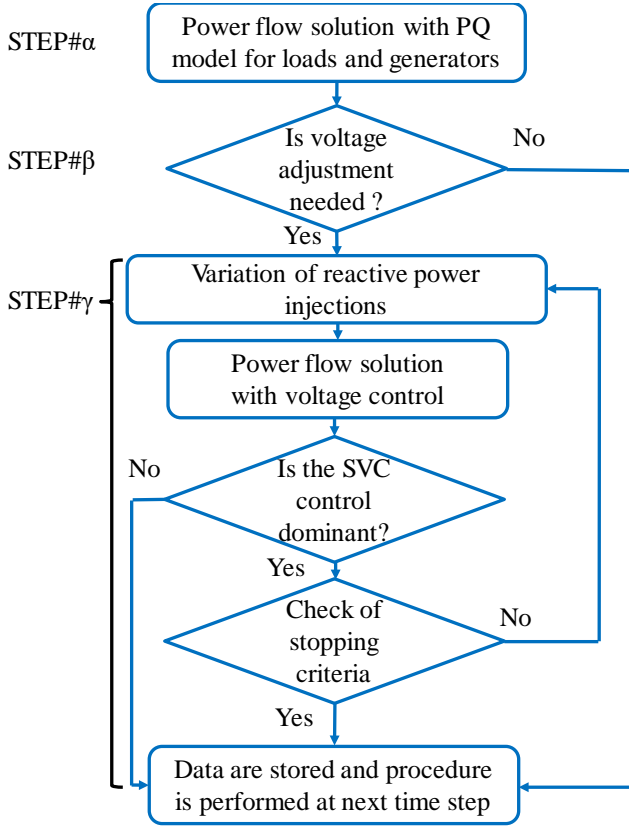 STEP#α
Power flow solution with PQ
model for loads and generators
STEP#β
Is voltage
adjustment
needed ?
No
Yes
STEP#γ
Variation of reactive power
injections
Power flow solution
with voltage control
No
Is the SVC
control
dominant?
Yes
Check of
stopping
criteria
No
Yes
Data are stored and procedure
is performed at next time step